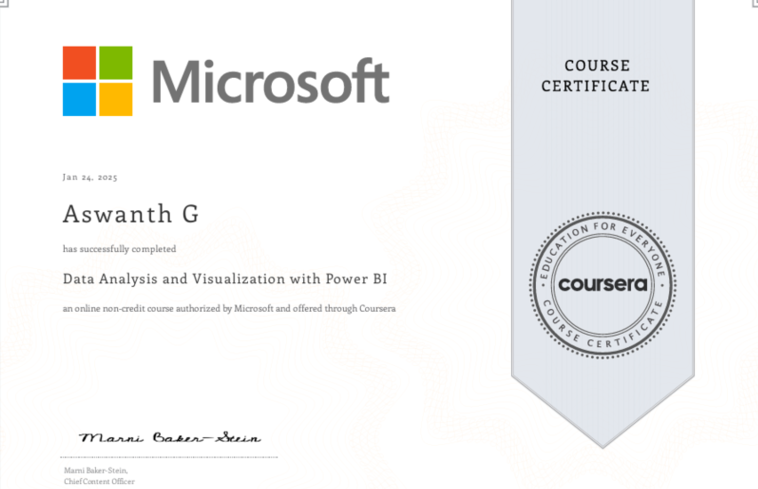 Microsoft
COURSE
CERTIFICATE
Jan 24, 2025
Aswanth G
has successfully completed
Data Analysis and Visualization with Power BI
an online non-credit course authorized by Microsoft and offered through Coursera
EDUCATION FOR EVERYONE
coursera
COURSE CERTIFICATE
Marni Baker-Stein
Marni Baker-Stein,
Chief Content Officer